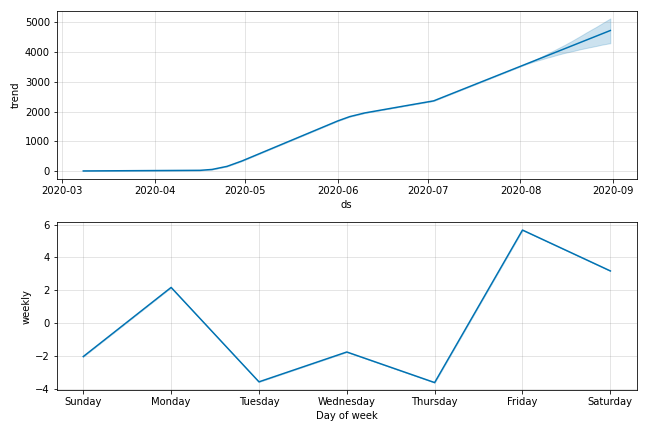 5000
4000
3000
2000
1000
0
trend
2020-03 2020-04 2020-05 2020-06 2020-07 2020-08 2020-09
ds
6
4
2
0
−2
−4
weekly
Sunday Monday Tuesday Wednesday Thursday Friday Saturday
Day of week